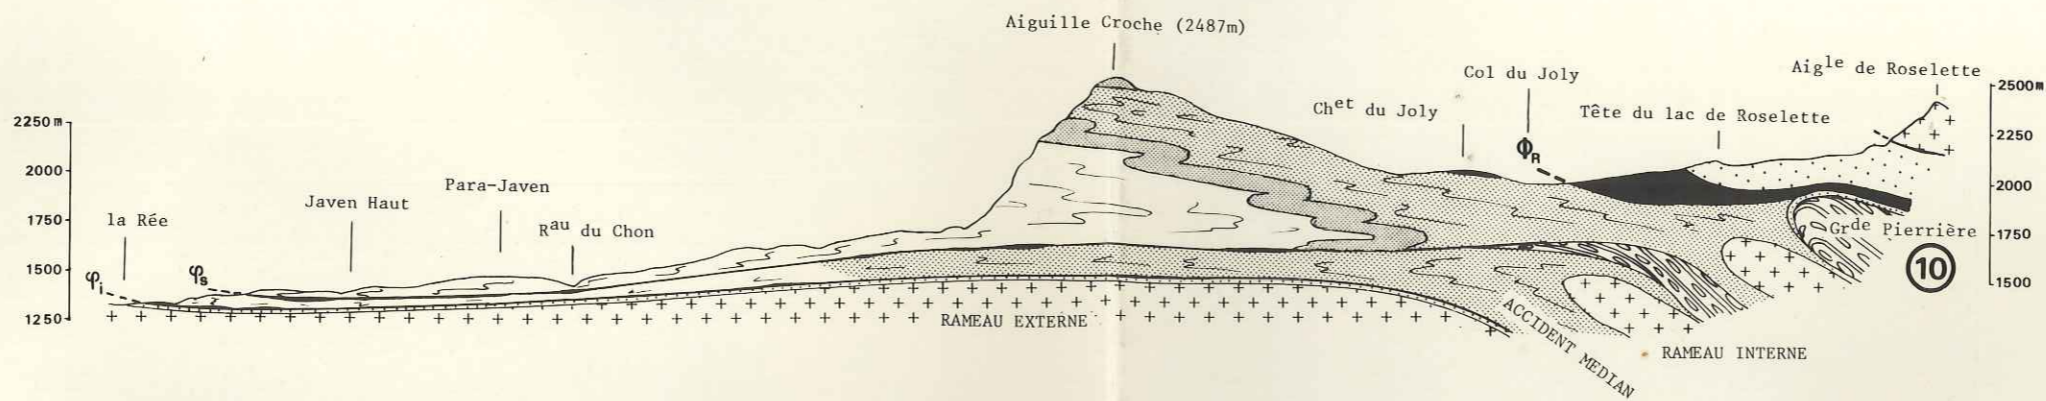 Aiguille Croche (2487m)
Aigle de Roselette
Col du Joly
Chet du Joly
Tête du lac de Roselette
2500m
2250m
2250
ΦR
2000
2000
Para-Javen
Javen Haut
la Rée
Rau du Chon
1750
1750
Grde Pierrière
10
1500
1500
φi
φs
1250
RAMEAU EXTERNE
ACCIDENT MEDIAN
RAMEAU INTERNE